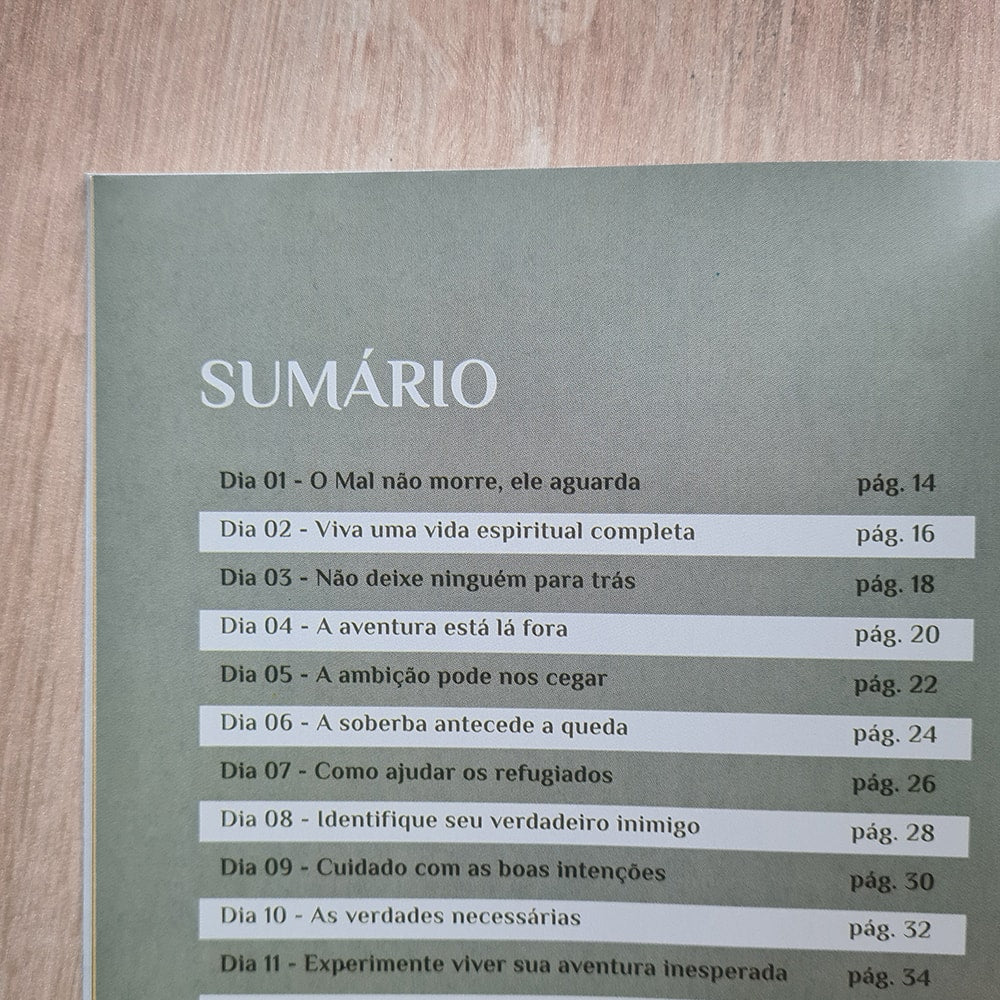 SUMÁRIO
Dia 01 - O Mal não morre, ele aguarda pág. 14
Dia 02 - Viva uma vida espiritual completa pág. 16
Dia 03 - Não deixe ninguém para trás pág. 18
Dia 04 - A aventura está lá fora pág. 20
Dia 05 - A ambição pode nos cegar pág. 22
Dia 06 - A soberba antecede a queda pág. 24
Dia 07 - Como ajudar os refugiados pág. 26
Dia 08 - Identifique seu verdadeiro inimigo pág. 28
Dia 09 - Cuidado com as boas intenções pág. 30
Dia 10 - As verdades necessárias pág. 32
Dia 11 - Experimente viver sua aventura inesperada pág. 34